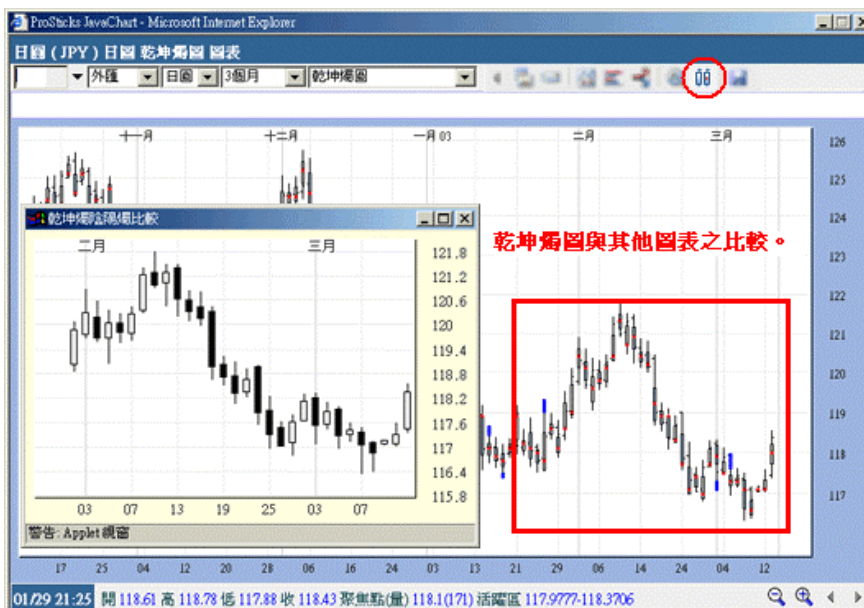 ProSticks JavaChart - Microsoft Internet Explorer
日圓 (JPY) 日圖 乾坤燭圖 圖表
外匯 日圖 3個月 乾坤燭圖
十一月 十二月 一月 03 二月 三月
126
125
124
123
122
121
120
119
118
117
乾坤燭圖與其他圖表之比較。
乾坤燭陰陽燭比較
二月 三月
121.8
121.2
120.6
120
119.4
118.8
118.2
117.6
117
116.4
115.8
03 07 13 19 25 03 07
警告: Applet 視窗
17 25 04 12 20 28 06 16 24 03 13 21 29 06 14 24 04 12
01/29 21:25 開 118.61 高 118.78 低 117.88 收 118.43 聚焦點(量) 118.1(171) 活躍區 117.9777-118.3706